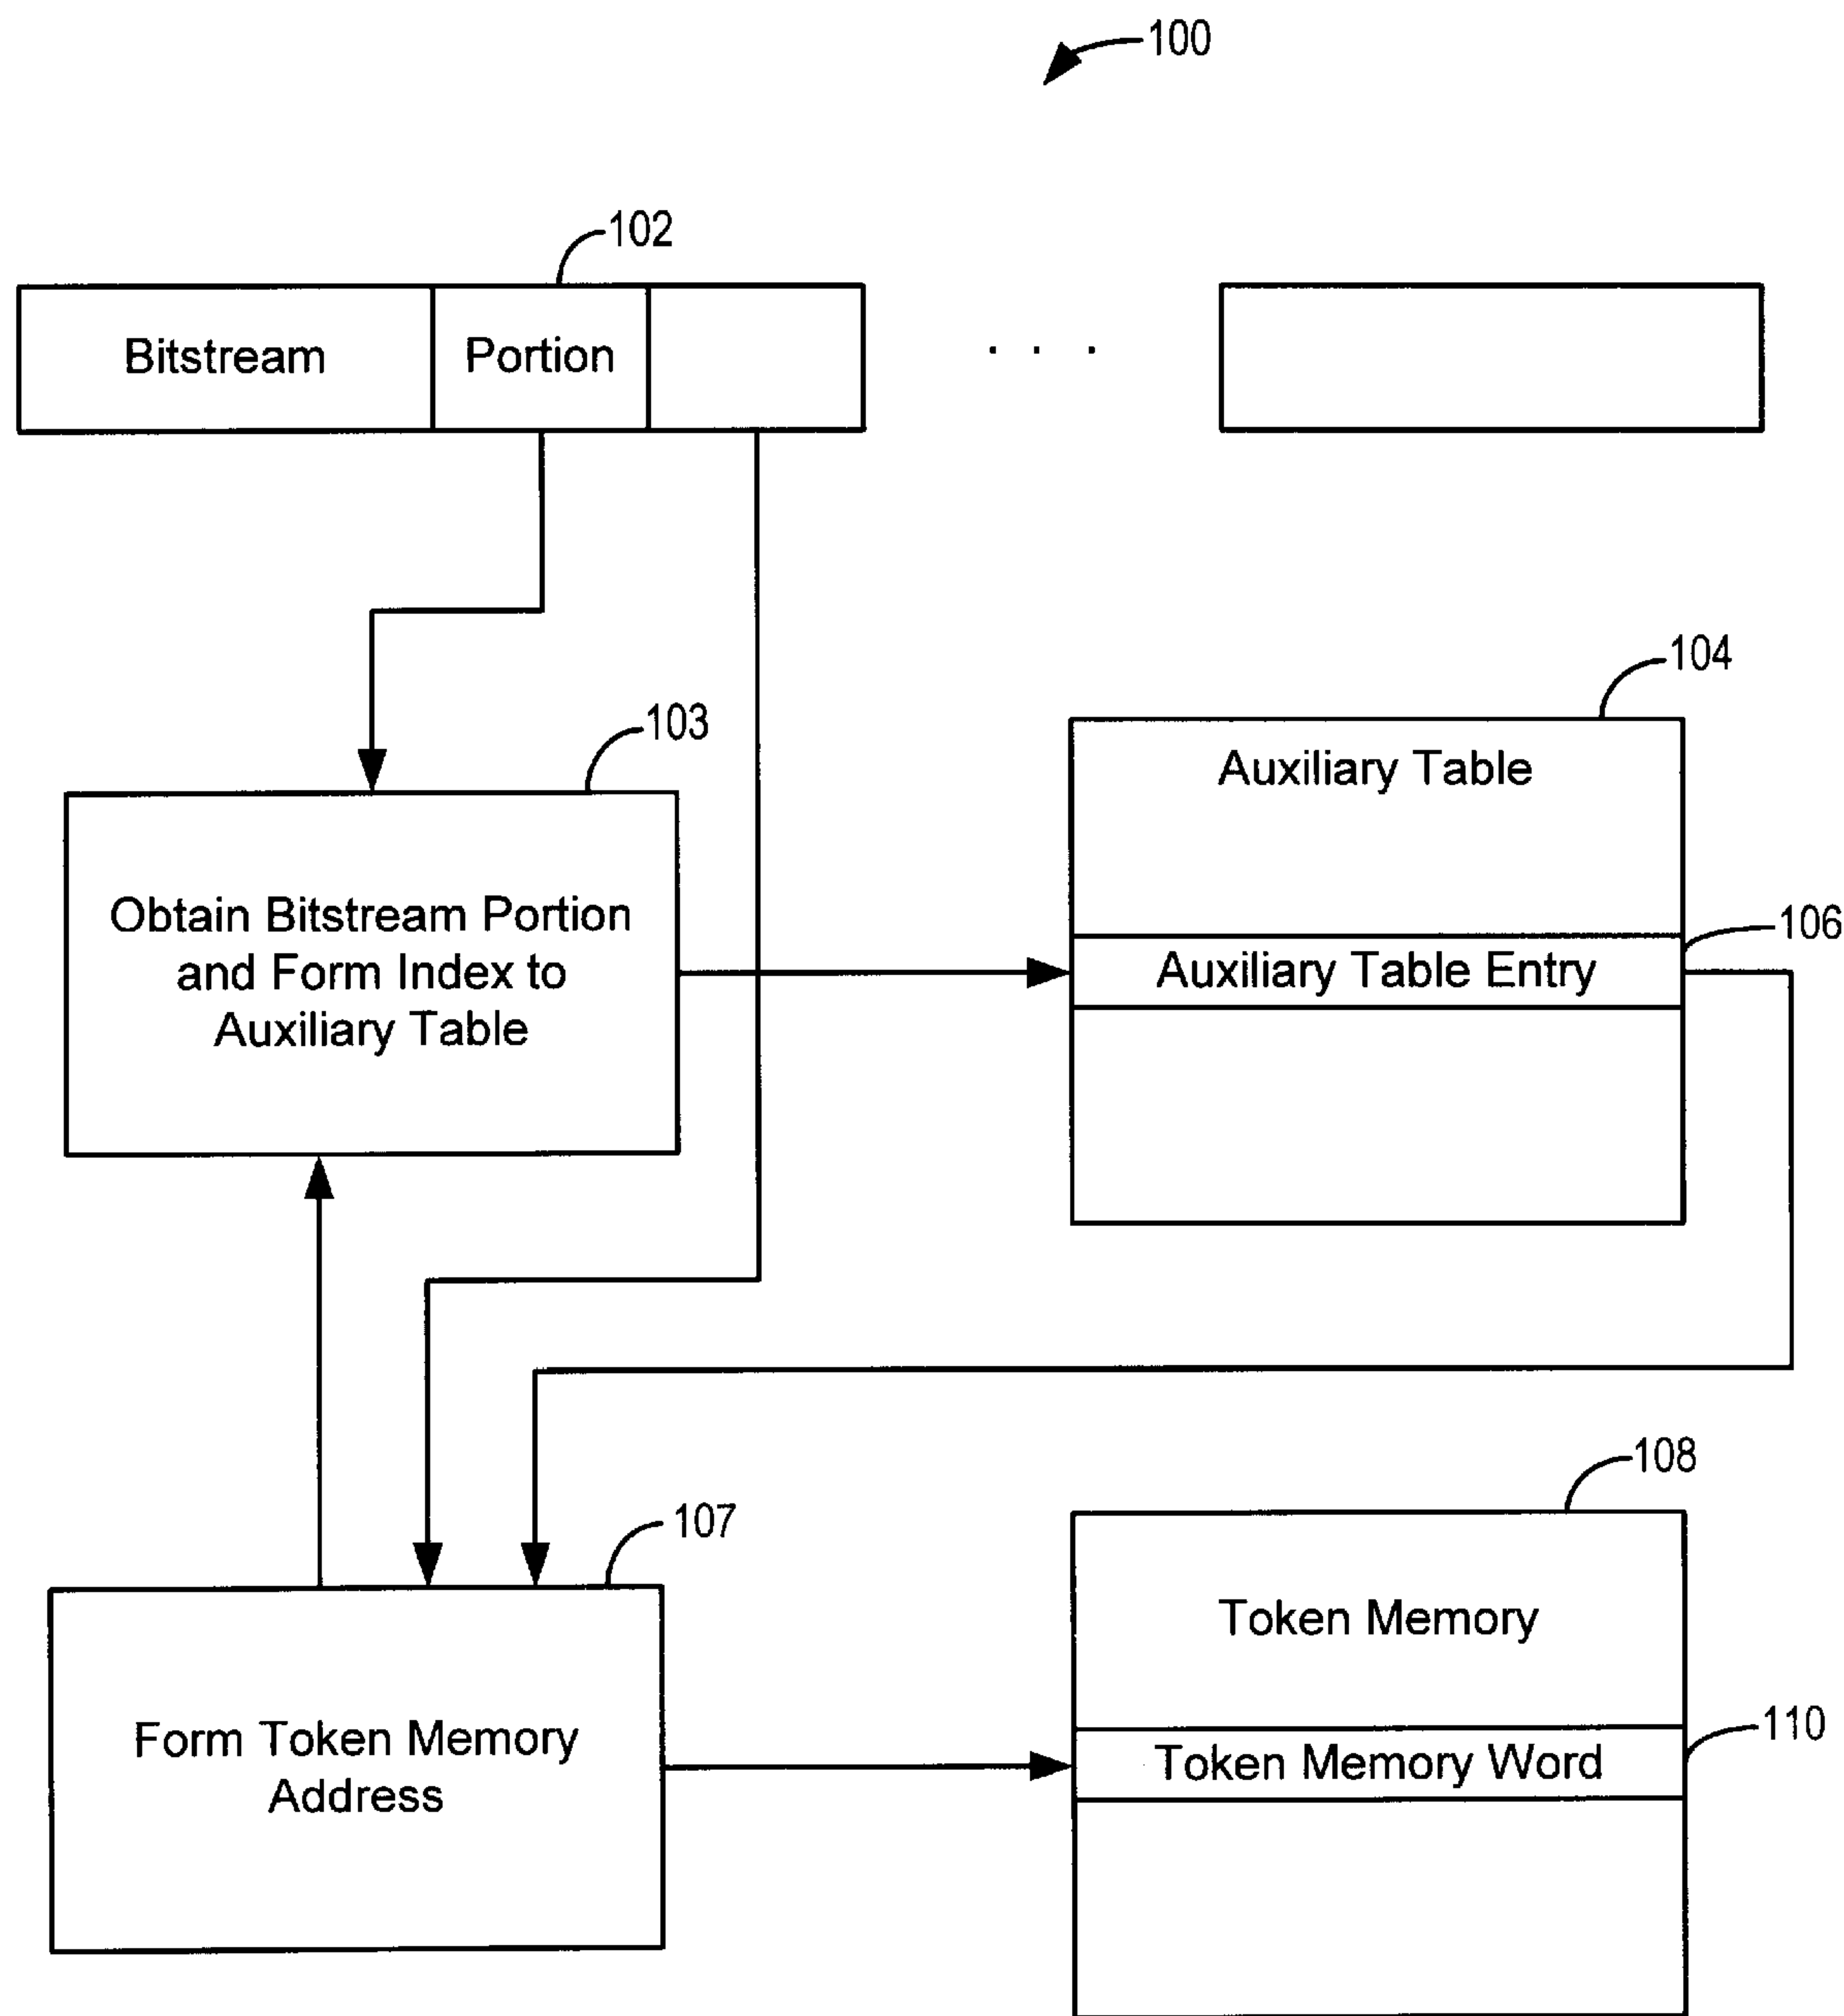 100
102
Bitstream
Portion
104
103
Auxiliary Table
Obtain Bitstream Portion
and Form Index to
Auxiliary Table
106
Auxiliary Table Entry
108
107
Token Memory
Form Token Memory
Address
110
Token Memory Word